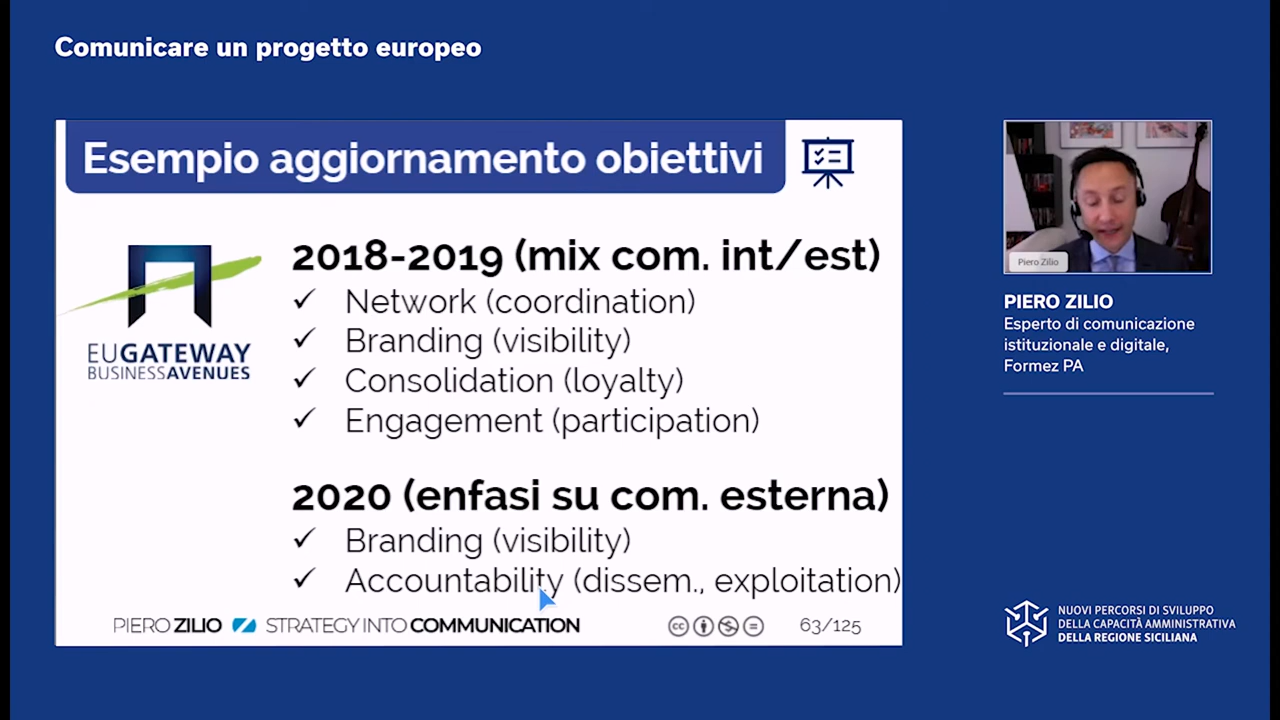 Comunicare un progetto europeo
Esempio aggiornamento obiettivi
EUGATEWAY
BUSINESSAVENUES
2018-2019 (mix com. int/est)
✓ Network (coordination)
✓ Branding (visibility)
✓ Consolidation (loyalty)
✓ Engagement (participation)
2020 (enfasi su com. esterna)
✓ Branding (visibility)
✓ Accountability (dissem., exploitation)
PIERO ZILIO STRATEGY INTO COMMUNICATION
cc
63/125
Piero Zilio
PIERO ZILIO
Esperto di comunicazione
istituzionale e digitale,
Formez PA
NUOVI PERCORSI DI SVILUPPO
DELLA CAPACITÀ AMMINISTRATIVA
DELLA REGIONE SICILIANA